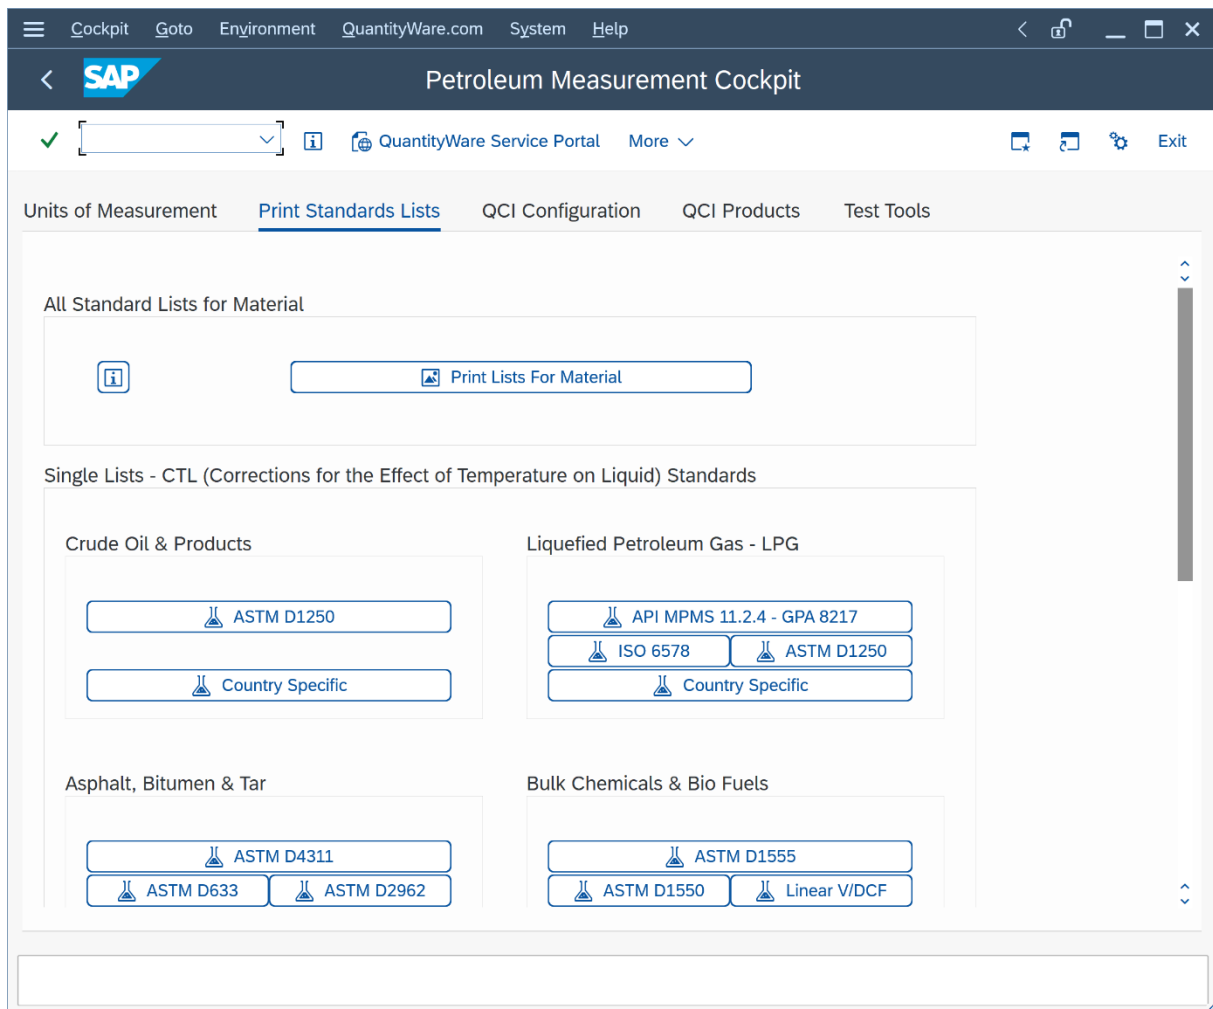 Cockpit Goto Environment QuantityWare.com System Help
SAP Petroleum Measurement Cockpit
QuantityWare Service Portal More Exit
Units of Measurement Print Standards Lists QCI Configuration QCI Products Test Tools
All Standard Lists for Material
Print Lists For Material
Single Lists - CTL (Corrections for the Effect of Temperature on Liquid) Standards
Crude Oil & Products Liquefied Petroleum Gas - LPG
ASTM D1250 API MPMS 11.2.4 - GPA 8217
ISO 6578 ASTM D1250
Country Specific Country Specific
Asphalt, Bitumen & Tar Bulk Chemicals & Bio Fuels
ASTM D4311 ASTM D1555
ASTM D633 ASTM D2962 ASTM D1550 Linear V/DCF